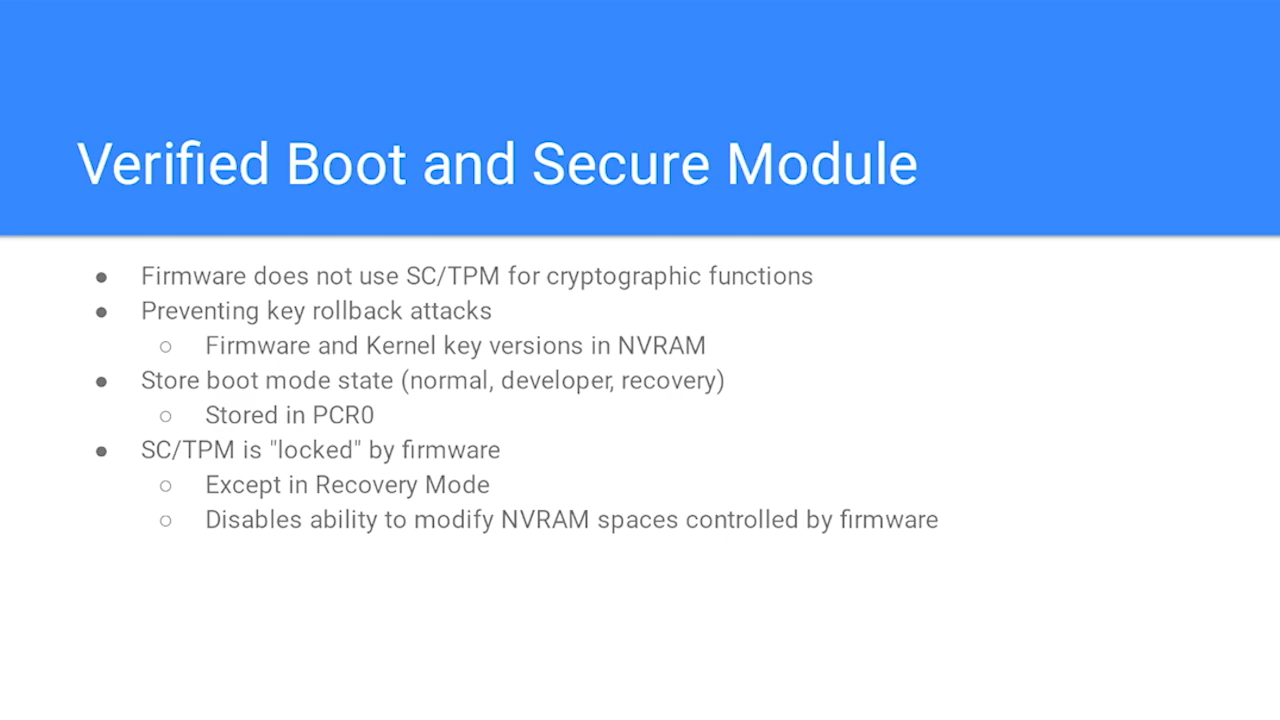 Verified Boot and Secure Module
● Firmware does not use SC/TPM for cryptographic functions
● Preventing key rollback attacks
○ Firmware and Kernel key versions in NVRAM
● Store boot mode state (normal, developer, recovery)
○ Stored in PCR0
● SC/TPM is "locked" by firmware
○ Except in Recovery Mode
○ Disables ability to modify NVRAM spaces controlled by firmware